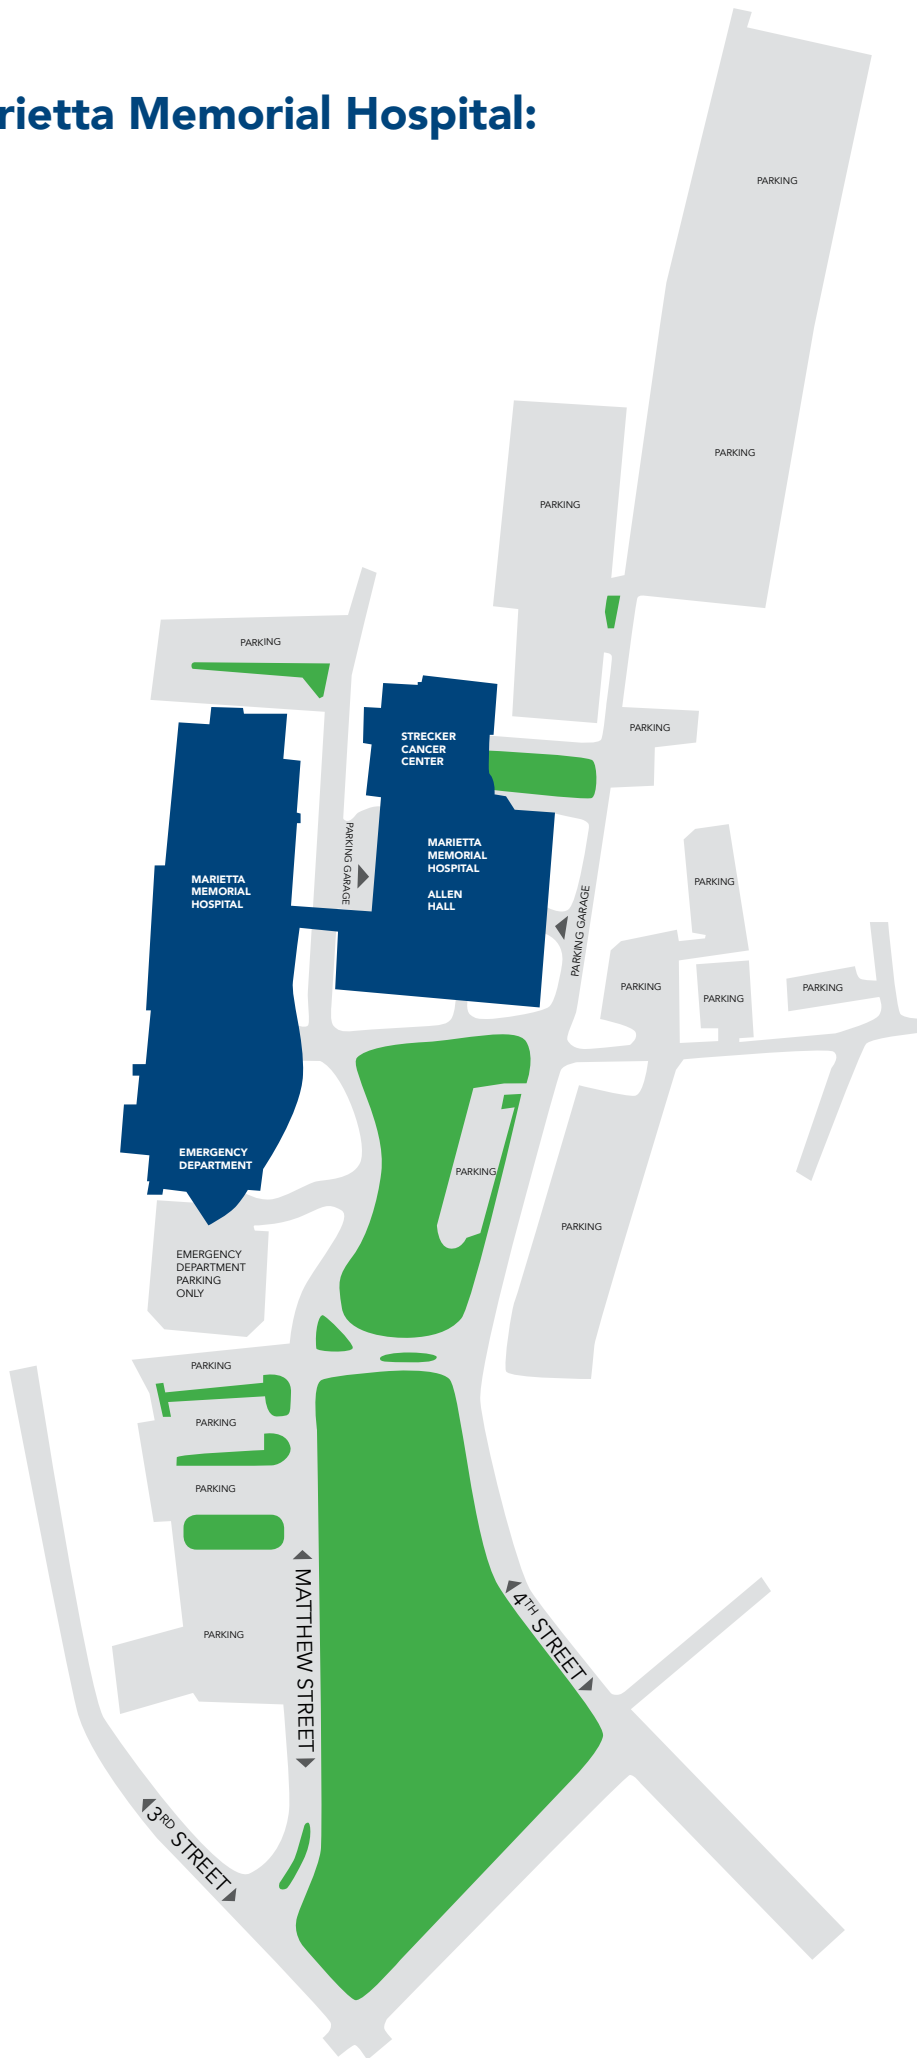 rietta Memorial Hospital:
PARKING
PARKING
PARKING
PARKING
PARKING
STRECKER
CANCER
CENTER
PARKING GARAGE
MARIETTA
MEMORIAL
HOSPITAL
ALLEN
HALL
MARIETTA
MEMORIAL
HOSPITAL
PARKING GARAGE
PARKING
PARKING
PARKING
PARKING
EMERGENCY
DEPARTMENT
PARKING
PARKING
EMERGENCY
DEPARTMENT
PARKING
ONLY
PARKING
PARKING
PARKING
PARKING
MATTHEW STREET
4TH STREET
3RD STREET